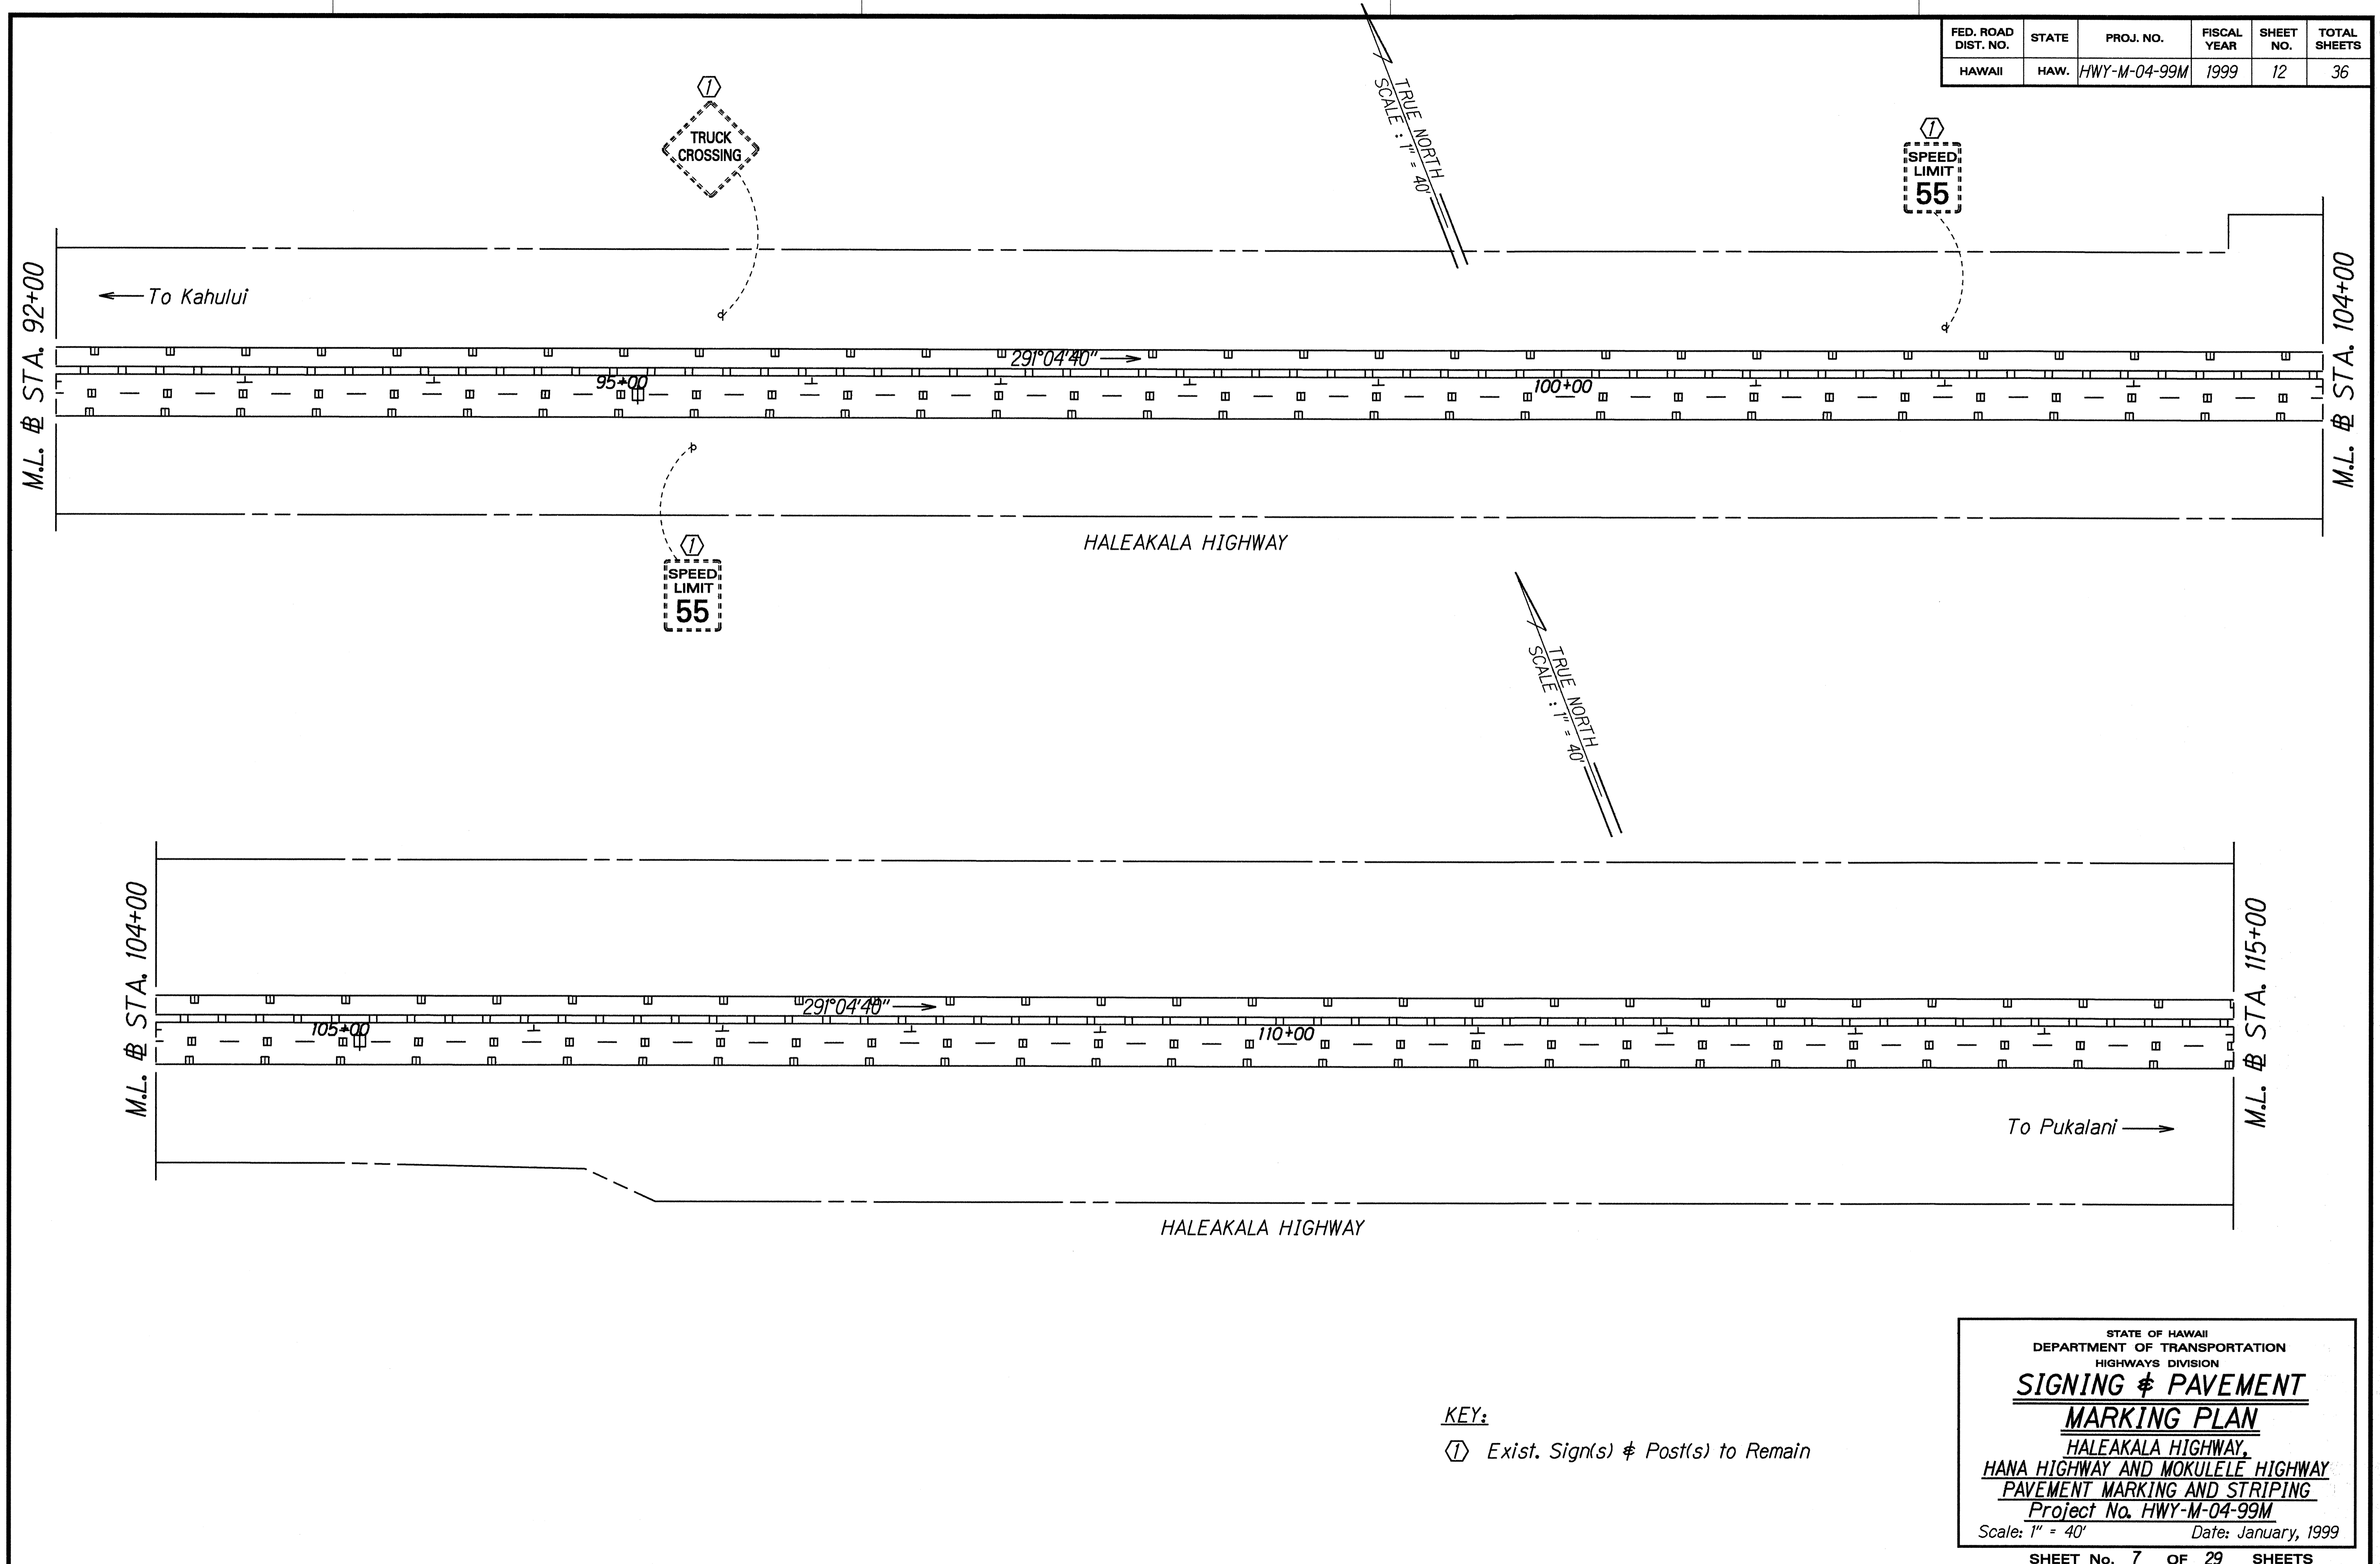 FED. ROAD DIST. NO. STATE PROJ. NO. FISCAL YEAR SHEET NO. TOTAL SHEETS
HAWAII HAW. HWY-M-04-99M 1999 12 36
1
TRUCK
CROSSING
TRUE NORTH
SCALE : 1" = 40'
1
SPEED
LIMIT
55
M.L. ⅊ STA. 92+00
To Kahului
291°04'40"
95+00
100+00
M.L. ⅊ STA. 104+00
HALEAKALA HIGHWAY
1
SPEED
LIMIT
55
TRUE NORTH
SCALE : 1" = 40'
M.L. ⅊ STA. 104+00
291°04'40"
105+00
110+00
M.L. ⅊ STA. 115+00
To Pukalani
HALEAKALA HIGHWAY
KEY:
1 Exist. Sign(s) & Post(s) to Remain
STATE OF HAWAII
DEPARTMENT OF TRANSPORTATION
HIGHWAYS DIVISION
SIGNING & PAVEMENT
MARKING PLAN
HALEAKALA HIGHWAY,
HANA HIGHWAY AND MOKULELE HIGHWAY
PAVEMENT MARKING AND STRIPING
Project No. HWY-M-04-99M
Scale: 1" = 40' Date: January, 1999
SHEET No. 7 OF 29 SHEETS